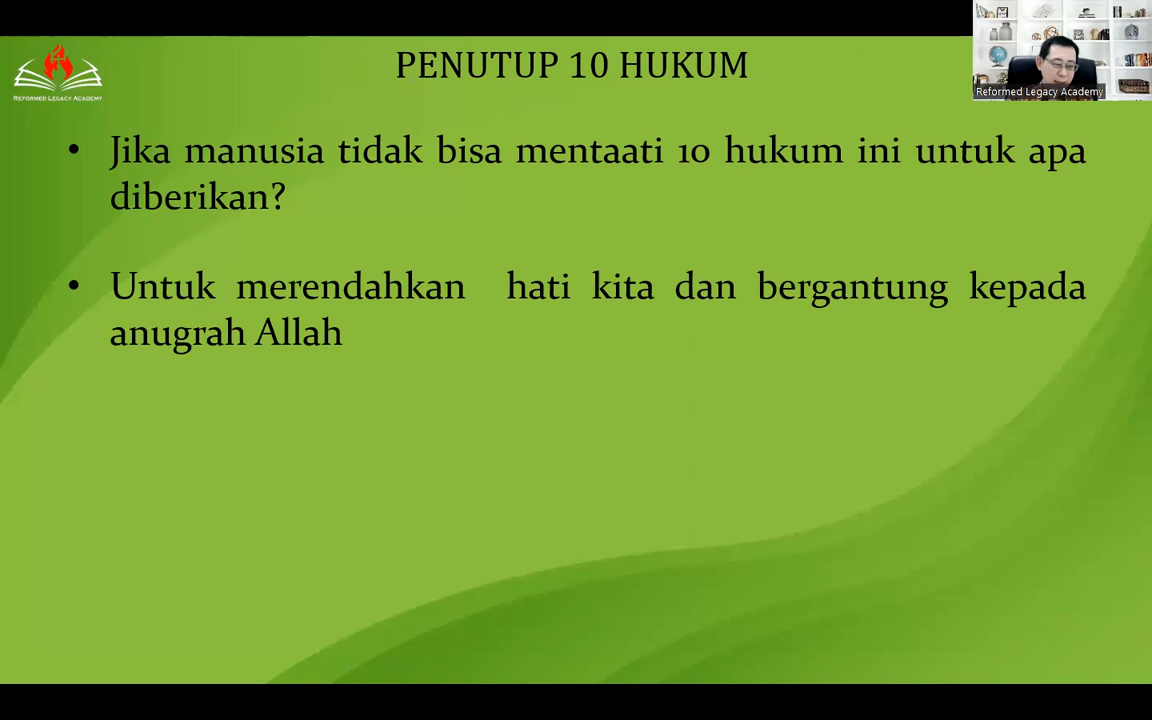 PENUTUP 10 HUKUM
REFORMED LEGACY ACADEMY
Reformed Legacy Academy
• Jika manusia tidak bisa mentaati 10 hukum ini untuk apa
diberikan?
• Untuk merendahkan hati kita dan bergantung kepada
anugrah Allah